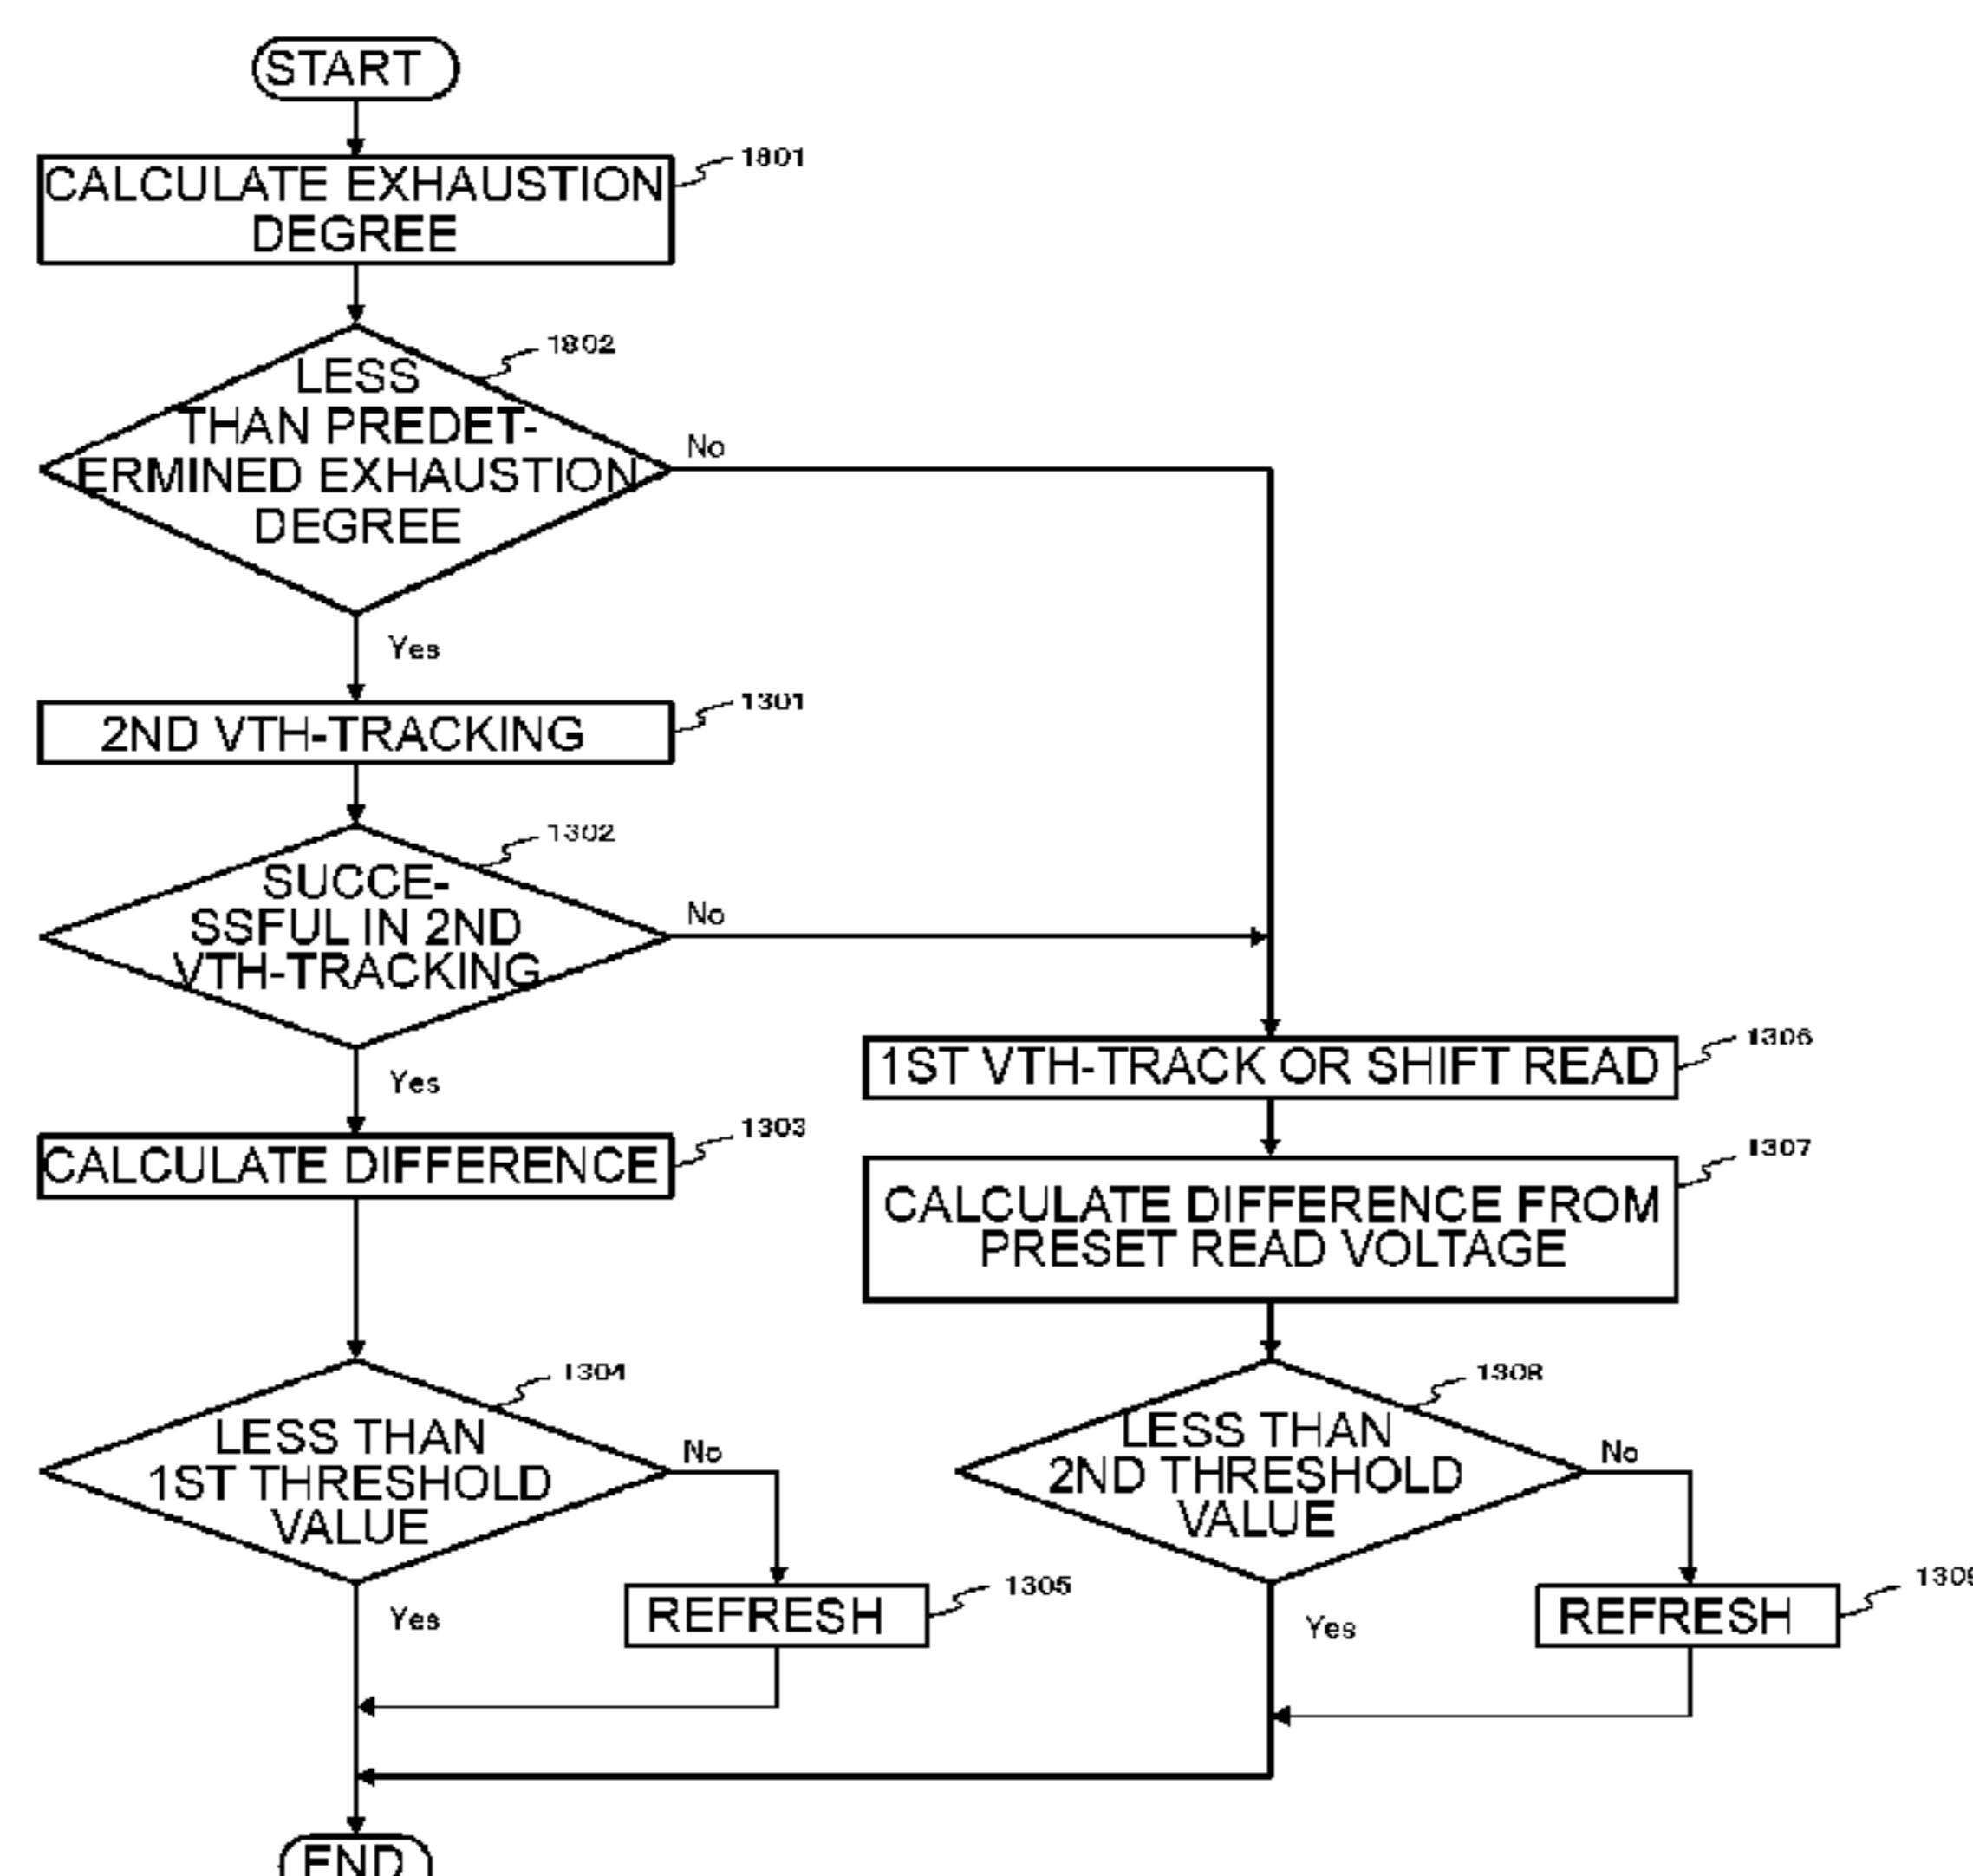 START
CALCULATE EXHAUSTION
DEGREE
1801
LESS
THAN PREDET-
ERMINED EXHAUSTION
DEGREE
1802
No
Yes
2ND VTH-TRACKING
1301
SUCCE-
SSFUL IN 2ND
VTH-TRACKING
1302
No
Yes
1ST VTH-TRACK OR SHIFT READ
1306
CALCULATE DIFFERENCE
1303
CALCULATE DIFFERENCE FROM
PRESET READ VOLTAGE
1307
LESS THAN
1ST THRESHOLD
VALUE
1304
No
Yes
REFRESH
1305
LESS THAN
2ND THRESHOLD
VALUE
1308
No
Yes
REFRESH
1309
END